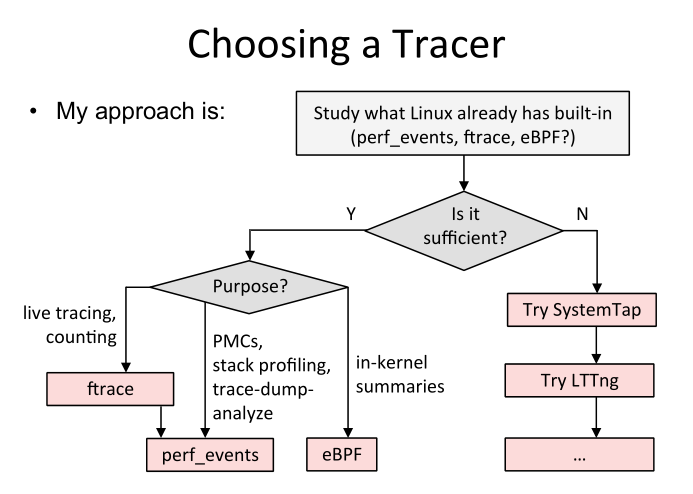 Choosing a Tracer
• My approach is:
Study what Linux already has built-in
(perf_events, ftrace, eBPF?)
Is it
sufficient?
Y
N
Purpose?
live tracing,
counting
PMCs,
stack profiling,
trace-dump-
analyze
in-kernel
summaries
ftrace
perf_events
eBPF
Try SystemTap
Try LTTng
...